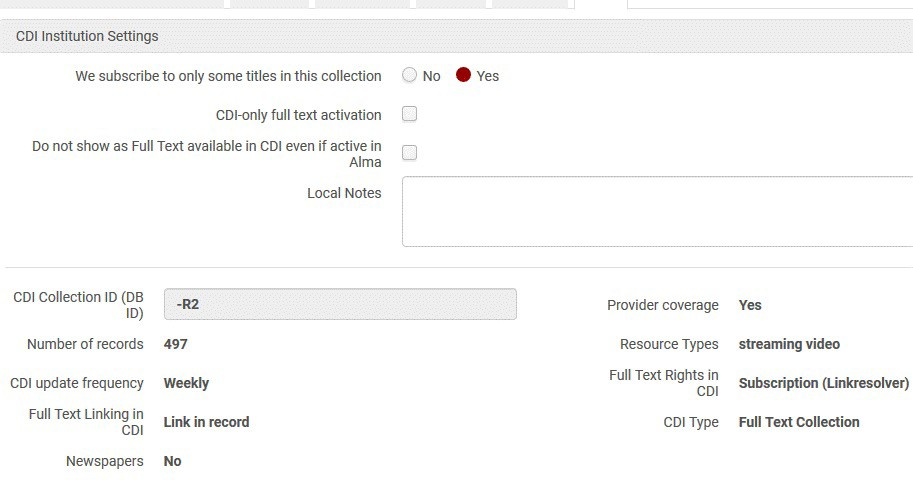 CDI Institution Settings
We subscribe to only some titles in this collection No Yes
CDI-only full text activation
Do not show as Full Text available in CDI even if active in
Alma
Local Notes
CDI Collection ID (DB
ID)
-R2
Provider coverage Yes
Number of records 497
Resource Types streaming video
CDI update frequency Weekly
Full Text Rights in
CDI
Subscription (Linkresolver)
Full Text Linking in
CDI
Link in record
CDI Type Full Text Collection
Newspapers No